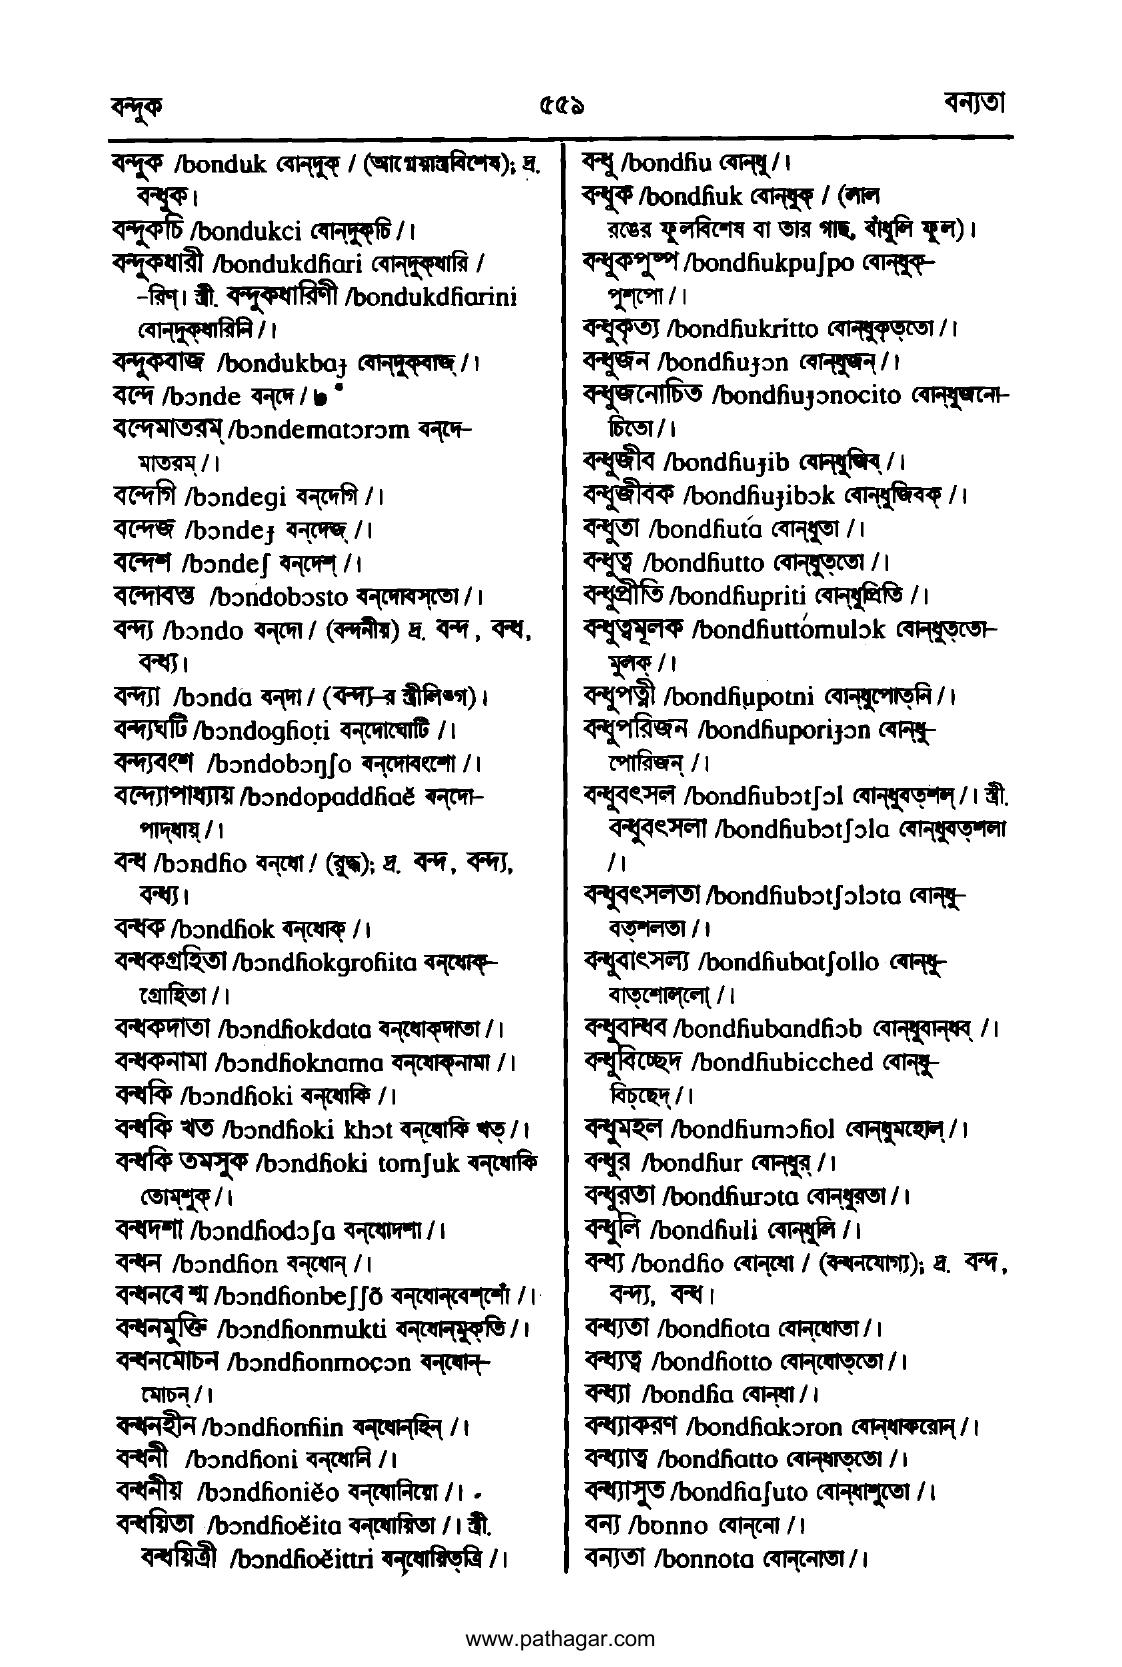 বন্দুক
৫৫৯
বন্যতা
বন্দুক /bonduk বোন্‌দুক্ / (আগ্নেয়াস্ত্রবিশেষ); দ্র.
বন্ধুক।
বন্দুকচি /bondukci বোন্‌দুক্‌চি /।
বন্দুকধারী /bondukdɦari বোন্‌দুক্‌ধারি /
-রিণ্। স্ত্রী. বন্দুকধারিণী /bondukdɦarini
বোন্‌দুক্‌ধারিনি /।
বন্দুকবাজ /bondukbaɟ বোন্‌দুক্‌বাজ্ /।
বন্দে /bɔnde বন্‌দে /
বন্দেমাতরম্ /bɔndematɔrɔm বন্‌দে-
মাতরম্ /।
বন্দেগি /bɔndegi বন্‌দেগি /।
বন্দেজ /bɔndeɟ বন্‌দেজ্ /।
বন্দেশ /bɔndeʃ বন্‌দেশ্ /।
বন্দোবস্ত /bɔndobɔsto বন্‌দোবস্‌তো /।
বন্দ্য /bɔndo বন্‌দো / (বন্দনীয়) দ্র. বন্দ, বন্ধ,
বন্ধ্য।
বন্দ্যা /bɔnda বন্‌দা / (বন্দ্য-র স্ত্রীলিঙ্গ)।
বন্দ্যঘটি /bɔndogɦoṭi বন্‌দোঘোটি /।
বন্দ্যবংশ /bɔndobɔŋʃo বন্‌দোবংশো /।
বন্দ্যোপাধ্যায় /bɔndopaddɦaĕ বন্‌দো-
পাদ্‌ধায়্ /।
বন্ধ /bɔndɦo বন্‌ধো / (রুদ্ধ); দ্র. বন্দ, বন্দ্য,
বন্ধ্য।
বন্ধক /bɔndɦok বন্‌ধোক্ /।
বন্ধকগ্রহিতা /bɔndɦokgroɦita বন্‌ধোক্-
গ্রোহিতা /।
বন্ধকদাতা /bɔndɦokdata বন্‌ধোক্‌দাতা /।
বন্ধকনামা /bɔndɦoknama বন্‌ধোক্‌নামা /।
বন্ধকি /bɔndɦoki বন্‌ধোকি /।
বন্ধকি খত /bɔndɦoki khɔt বন্‌ধোকি খত্ /।
বন্ধকি তমসুক /bɔndɦoki tomʃuk বন্‌ধোকি
তোম্‌শুক্ /।
বন্ধদশা /bɔndɦodɔʃa বন্‌ধোদশা /।
বন্ধন /bɔndɦon বন্‌ধোন্ /।
বন্ধনবেশ্ম /bɔndɦonbeʃʃõ বন্‌ধোন্‌বেশ্‌শোঁ /।
বন্ধনমুক্তি /bɔndɦonmukti বন্‌ধোন্‌মুক্‌তি /।
বন্ধনমোচন /bɔndɦonmoçɔn বন্‌ধোন্-
মোচন্ /।
বন্ধনহীন /bɔndɦonɦin বন্‌ধোন্‌হিন্ /।
বন্ধনী /bɔndɦoni বন্‌ধোনি /।
বন্ধনীয় /bɔndɦoniĕo বন্‌ধোনিয়ো /।
বন্ধয়িতা /bɔndɦoĕita বন্‌ধোয়িতা /। স্ত্রী.
বন্ধয়িত্রী /bɔndɦoĕittri বন্‌ধোয়িত্‌ত্রি /।
বন্ধু /bondɦu বোন্‌ধু /।
বন্ধুক /bondɦuk বোন্‌ধুক্ / (লাল
রঙের ফুলবিশেষ বা তার গাছ, বাঁধুলি ফুল)।
বন্ধুকপুষ্প /bondɦukpuʃpo বোন্‌ধুক্-
পুশ্‌পো /।
বন্ধুকৃত্য /bondɦukritto বোন্‌ধুকৃত্‌তো /।
বন্ধুজন /bondɦuɟɔn বোন্‌ধুজন্ /।
বন্ধুজনোচিত /bondɦuɟɔnocito বোন্‌ধুজনো-
চিতো /।
বন্ধুজীব /bondɦuɟib বোন্‌ধুজিব্ /।
বন্ধুজীবক /bondɦuɟibɔk বোন্‌ধুজিবক্ /।
বন্ধুতা /bondɦuta বোন্‌ধুতা /।
বন্ধুত্ব /bondɦutto বোন্‌ধুত্‌তো /।
বন্ধুপ্রীতি /bondɦupriti বোন্‌ধুপ্রিতি /।
বন্ধুত্বমূলক /bondɦuttomulɔk বোন্‌ধুত্‌তো-
মুলক্ /।
বন্ধুপত্নী /bondɦupotni বোন্‌ধুপোত্‌নি /।
বন্ধুপরিজন /bondɦuporiɟɔn বোন্‌ধু-
পোরিজন্ /।
বন্ধুবৎসল /bondɦubɔtʃɔl বোন্‌ধুবত্‌শল্ /। স্ত্রী.
বন্ধুবৎসলা /bondɦubɔtʃɔla বোন্‌ধুবত্‌শলা
/।
বন্ধুবৎসলতা /bondɦubɔtʃɔlɔta বোন্‌ধু-
বত্‌শলতা /।
বন্ধুবাৎসল্য /bondɦubatʃollo বোন্‌ধু-
বাত্‌শোল্‌লো /।
বন্ধুবান্ধব /bondɦubandɦɔb বোন্‌ধুবান্‌ধব্ /।
বন্ধুবিচ্ছেদ /bondɦubicched বোন্‌ধু-
বিচ্‌ছেদ্ /।
বন্ধুমহল /bondɦumɔɦol বোন্‌ধুমহোল্ /।
বন্ধুর /bondɦur বোন্‌ধুর্ /।
বন্ধুরতা /bondɦurɔta বোন্‌ধুরতা /।
বন্ধুলি /bondɦuli বোন্‌ধুলি /।
বন্ধ্য /bondɦo বোন্‌ধো / (বন্ধনযোগ্য); দ্র. বন্দ,
বন্দ্য, বন্ধ।
বন্ধ্যতা /bondɦota বোন্‌ধোতা /।
বন্ধ্যত্ব /bondɦotto বোন্‌ধোত্‌তো /।
বন্ধ্যা /bondɦa বোন্‌ধা /।
বন্ধ্যাকরণ /bondɦakɔron বোন্‌ধাকরোন্ /।
বন্ধ্যাত্ব /bondɦatto বোন্‌ধাত্‌তো /।
বন্ধ্যাসুত /bondɦaʃuto বোন্‌ধাশুতো /।
বন্য /bonno বোন্‌নো /।
বন্যতা /bonnota বোন্‌নোতা /।
www.pathagar.com